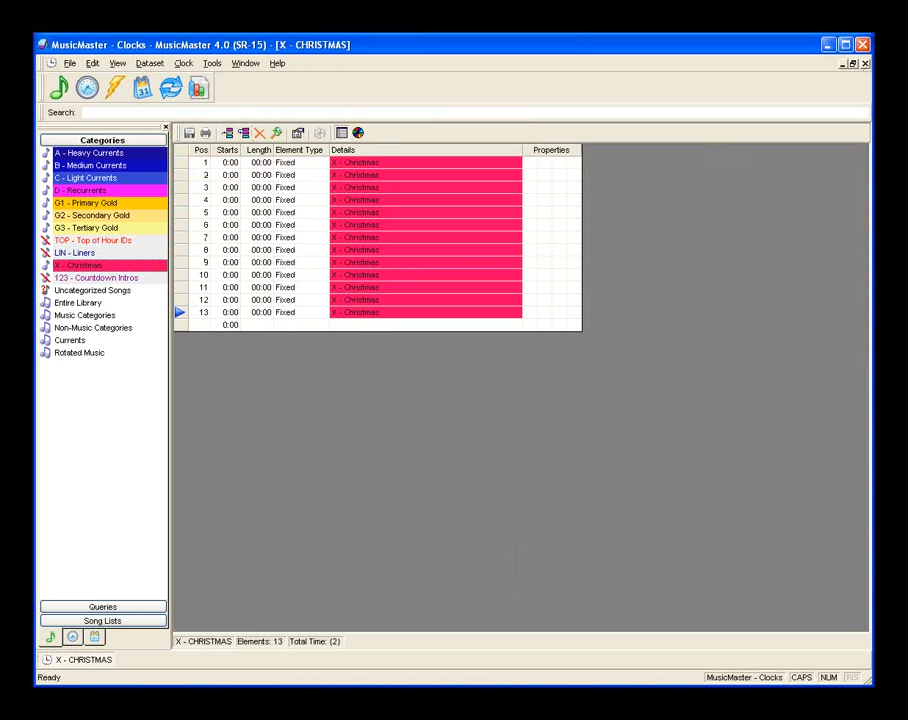 MusicMaster - Clocks - MusicMaster 4.0 (SR-15) - [X - CHRISTMAS]
File Edit View Dataset Clock Tools Window Help
31
Search:
Categories
A - Heavy Currents
B - Medium Currents
C - Light Currents
D - Recurrents
G1 - Primary Gold
G2 - Secondary Gold
G3 - Tertiary Gold
TOP - Top of Hour IDs
LIN - Liners
X - Christmas
123 - Countdown Intros
Uncategorized Songs
Entire Library
Music Categories
Non-Music Categories
Currents
Rotated Music
Queries
Song Lists
Pos Starts Length Element Type Details Properties
1 0:00 00:00 Fixed X - Christmas
2 0:00 00:00 Fixed X - Christmas
3 0:00 00:00 Fixed X - Christmas
4 0:00 00:00 Fixed X - Christmas
5 0:00 00:00 Fixed X - Christmas
6 0:00 00:00 Fixed X - Christmas
7 0:00 00:00 Fixed X - Christmas
8 0:00 00:00 Fixed X - Christmas
9 0:00 00:00 Fixed X - Christmas
10 0:00 00:00 Fixed X - Christmas
11 0:00 00:00 Fixed X - Christmas
12 0:00 00:00 Fixed X - Christmas
13 0:00 00:00 Fixed X - Christmas
0:00
X - CHRISTMAS Elements: 13 Total Time: (2)
X - CHRISTMAS
Ready MusicMaster - Clocks CAPS NUM INS